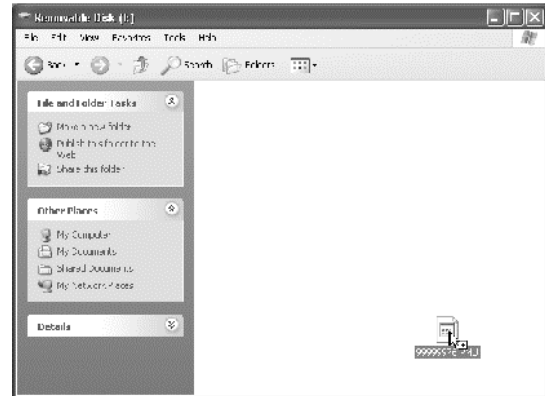 Removable Disk (I:)
File Edit View Favorites Tools Help
Back Search Folders
File and Folder Tasks
Make a new folder
Publish this folder to the
Web
Share this folder
Other Places
My Computer
My Documents
Shared Documents
My Network Places
Details